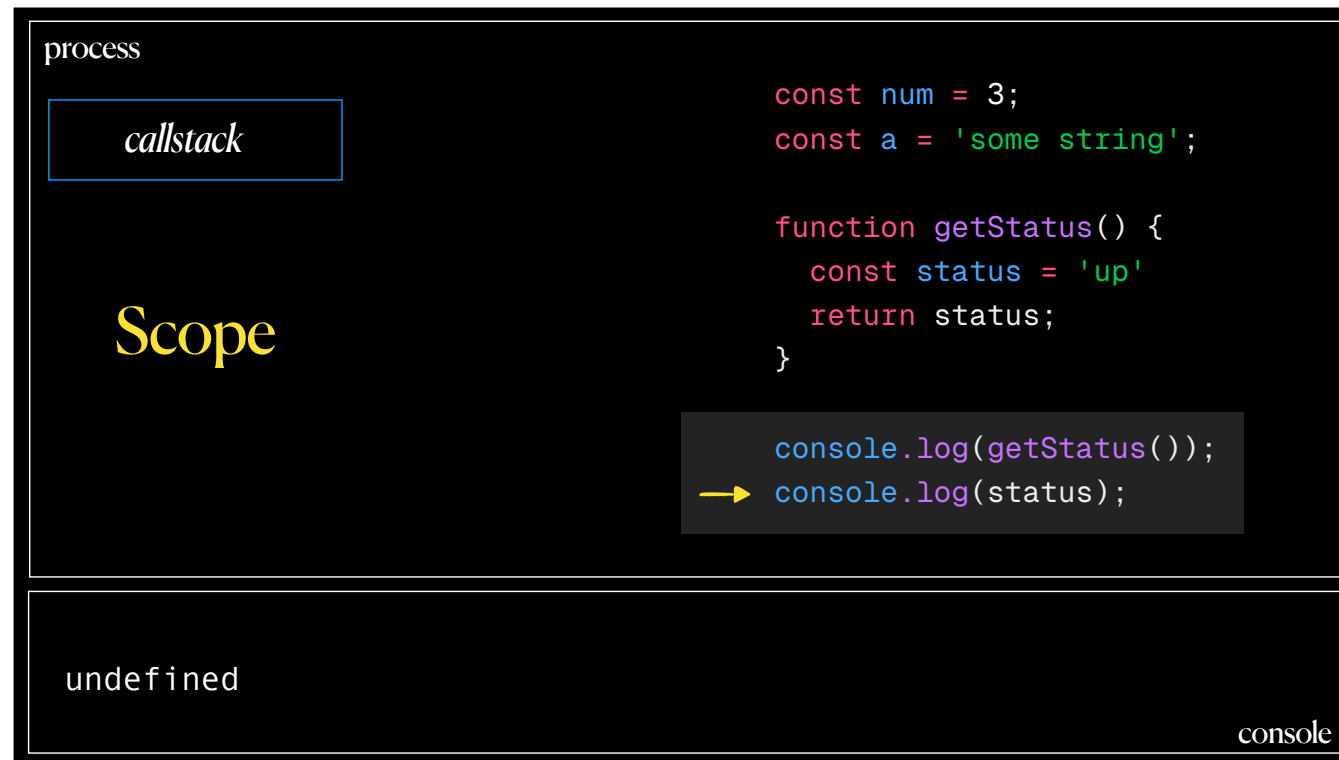 process
callstack
Scope
const num = 3;
const a = 'some string';
function getStatus() {
const status = 'up'
return status;
}
console.log(getStatus());
console.log(status);
undefined
console